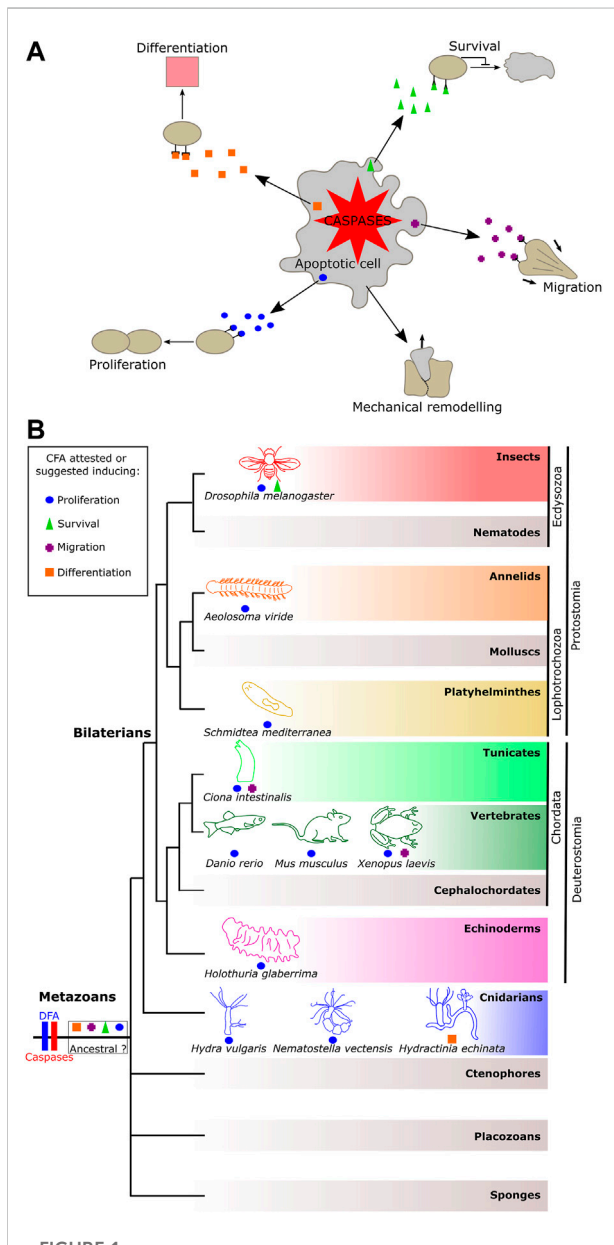 A
Differentiation
Survival
CASPASES
Apoptotic cell
Migration
Proliferation
Mechanical remodelling
B
CFA attested or
suggested inducing:
Proliferation
Survival
Migration
Differentiation
Insects
Drosophila melanogaster
Nematodes
Ecdysozoa
Annelids
Aeolosoma viride
Molluscs
Lophotrochozoa
Protostomia
Platyhelminthes
Schmidtea mediterranea
Bilaterians
Tunicates
Ciona intestinalis
Vertebrates
Danio rerio Mus musculus Xenopus laevis
Chordata
Deuterostomia
Cephalochordates
Echinoderms
Holothuria glaberrima
Metazoans
DFA
Caspases
Ancestral ?
Cnidarians
Hydra vulgaris Nematostella vectensis Hydractinia echinata
Ctenophores
Placozoans
Sponges